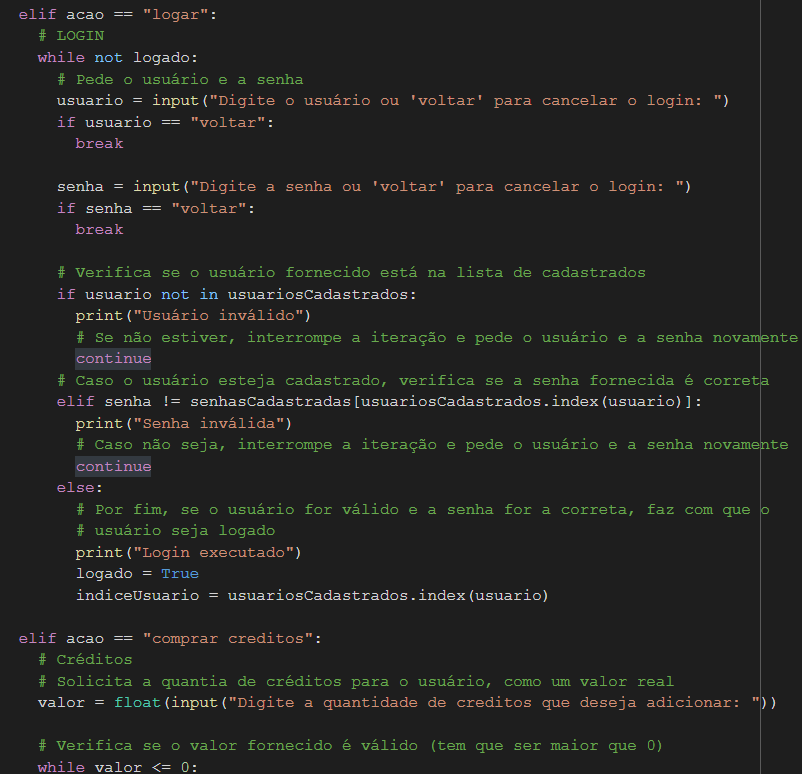 elif acao == "logar":
  # LOGIN
  while not logado:
    # Pede o usuário e a senha
    usuario = input("Digite o usuário ou 'voltar' para cancelar o login: ")
    if usuario == "voltar":
      break

    senha = input("Digite a senha ou 'voltar' para cancelar o login: ")
    if senha == "voltar":
      break

    # Verifica se o usuário fornecido está na lista de cadastrados
    if usuario not in usuariosCadastrados:
      print("Usuário inválido")
      # Se não estiver, interrompe a iteração e pede o usuário e a senha novamente
      continue
    # Caso o usuário esteja cadastrado, verifica se a senha fornecida é correta
    elif senha != senhasCadastradas[usuariosCadastrados.index(usuario)]:
      print("Senha inválida")
      # Caso não seja, interrompe a iteração e pede o usuário e a senha novamente
      continue
    else:
      # Por fim, se o usuário for válido e a senha for a correta, faz com que o
      # usuário seja logado
      print("Login executado")
      logado = True
      indiceUsuario = usuariosCadastrados.index(usuario)

elif acao == "comprar creditos":
  # Créditos
  # Solicita a quantia de créditos para o usuário, como um valor real
  valor = float(input("Digite a quantidade de creditos que deseja adicionar: "))

  # Verifica se o valor fornecido é válido (tem que ser maior que 0)
  while valor <= 0: